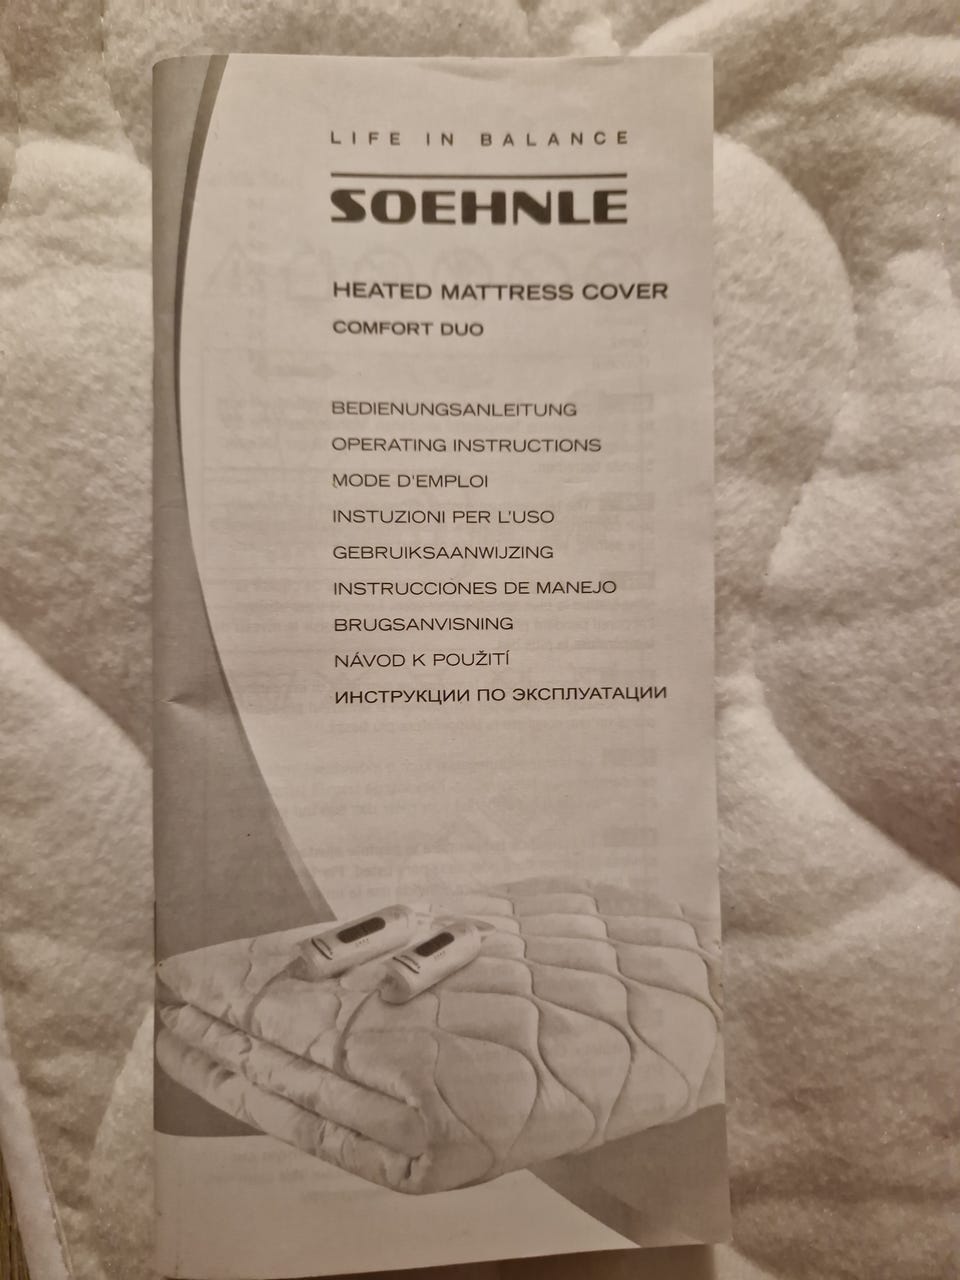 LIFE IN BALANCE
SOEHNLE
HEATED MATTRESS COVER
COMFORT DUO
BEDIENUNGSANLEITUNG
OPERATING INSTRUCTIONS
MODE D'EMPLOI
INSTUZIONI PER L'USO
GEBRUIKSAANWIJZING
INSTRUCCIONES DE MANEJO
BRUGSANVISNING
NÁVOD K POUŽITÍ
ИНСТРУКЦИИ ПО ЭКСПЛУАТАЦИИ